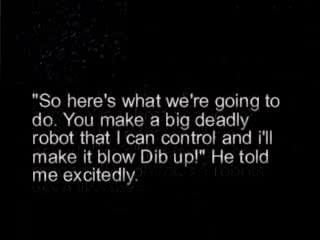 "So here's what we're going to
do. You make a big deadly
robot that I can control and i'll
make it blow Dib up!" He told
me excitedly.